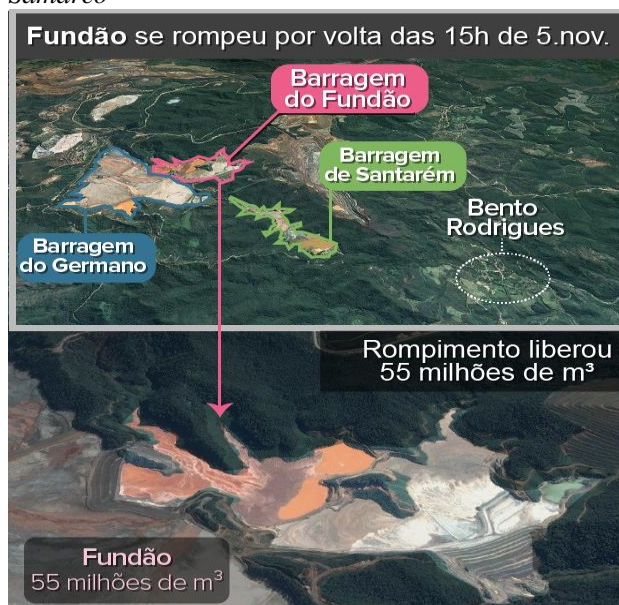 Samarco
Fundão se rompeu por volta das 15h de 5.nov.
Barragem
do Fundão
Barragem
de Santarém
Bento
Rodrigues
Barragem
do Germano
Rompimento liberou
55 milhões de m³
Fundão
55 milhões de m³